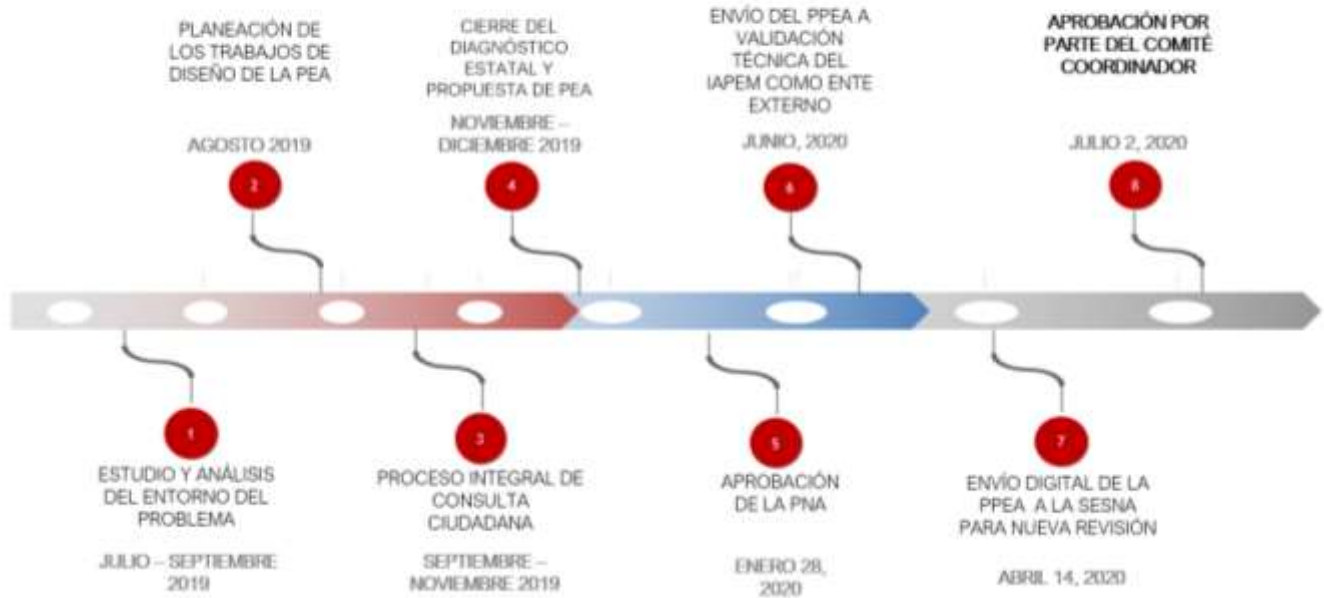 PLANEACIÓN DE
LOS TRABAJOS DE
DISEÑO DE LA PEA
AGOSTO 2019
2
CIERRE DEL
DIAGNÓSTICO
ESTATAL Y
PROPUESTA DE PEA
NOVIEMBRE –
DICIEMBRE 2019
4
ENVÍO DEL PPEA A
VALIDACIÓN
TÉCNICA DEL
IAPEM COMO ENTE
EXTERNO
JUNIO, 2020
6
APROBACIÓN POR
PARTE DEL COMITÉ
COORDINADOR
JULIO 2, 2020
8
1
ESTUDIO Y ANÁLISIS
DEL ENTORNO DEL
PROBLEMA
JULIO – SEPTIEMBRE
2019
3
PROCESO INTEGRAL DE
CONSULTA
CIUDADANA
SEPTIEMBRE –
NOVIEMBRE 2019
5
APROBACIÓN
DE LA PNA
ENERO 28,
2020
7
ENVÍO DIGITAL DE LA
PPEA A LA SESNA
PARA NUEVA REVISIÓN
ABRIL 14, 2020